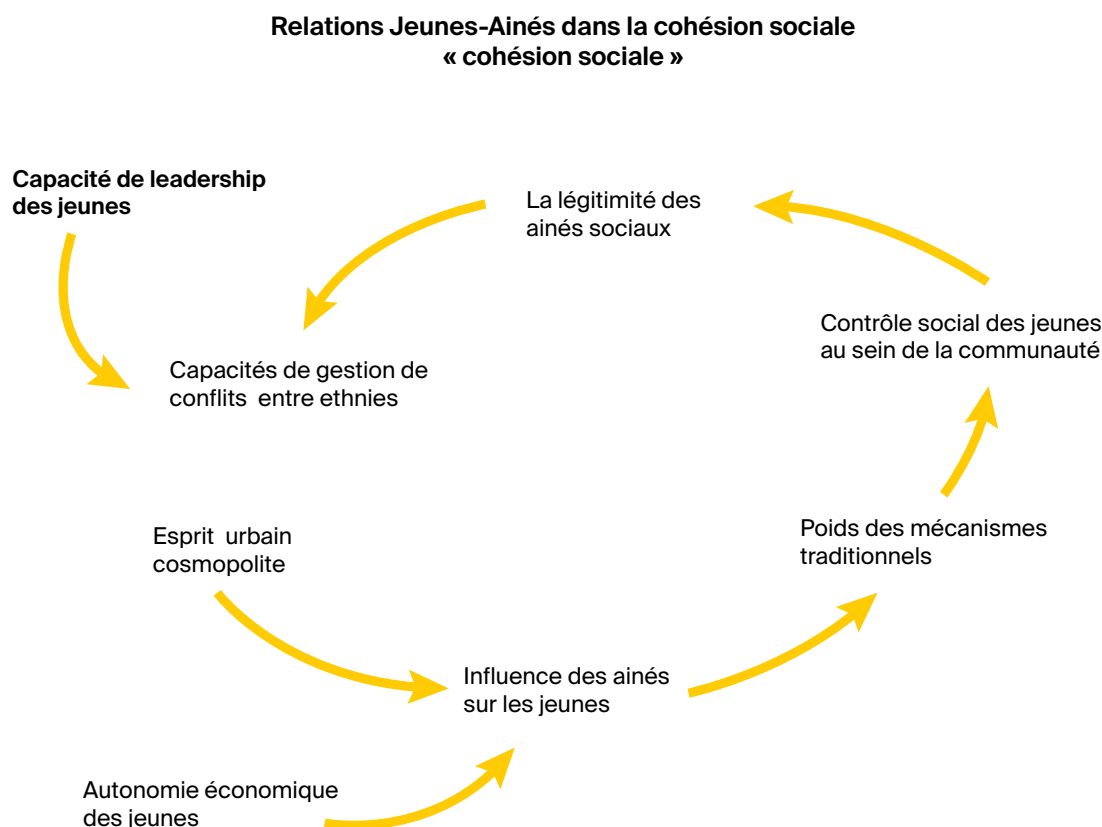 Relations Jeunes-Ainés dans la cohésion sociale
« cohésion sociale »
Capacité de leadership
des jeunes
La légitimité des
ainés sociaux
Contrôle social des jeunes
au sein de la communauté
Capacités de gestion de
conflits entre ethnies
Esprit urbain
cosmopolite
Poids des mécanismes
traditionnels
Influence des ainés
sur les jeunes
Autonomie économique
des jeunes